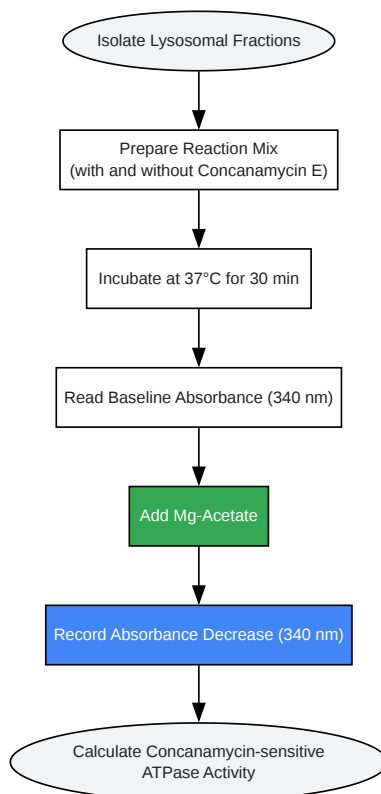 Isolate Lysosomal Fractions
Prepare Reaction Mix
(with and without Concanamycin E)
Incubate at 37°C for 30 min
Read Baseline Absorbance (340 nm)
Add Mg-Acetate
Record Absorbance Decrease (340 nm)
Calculate Concanamycin-sensitive
ATPase Activity